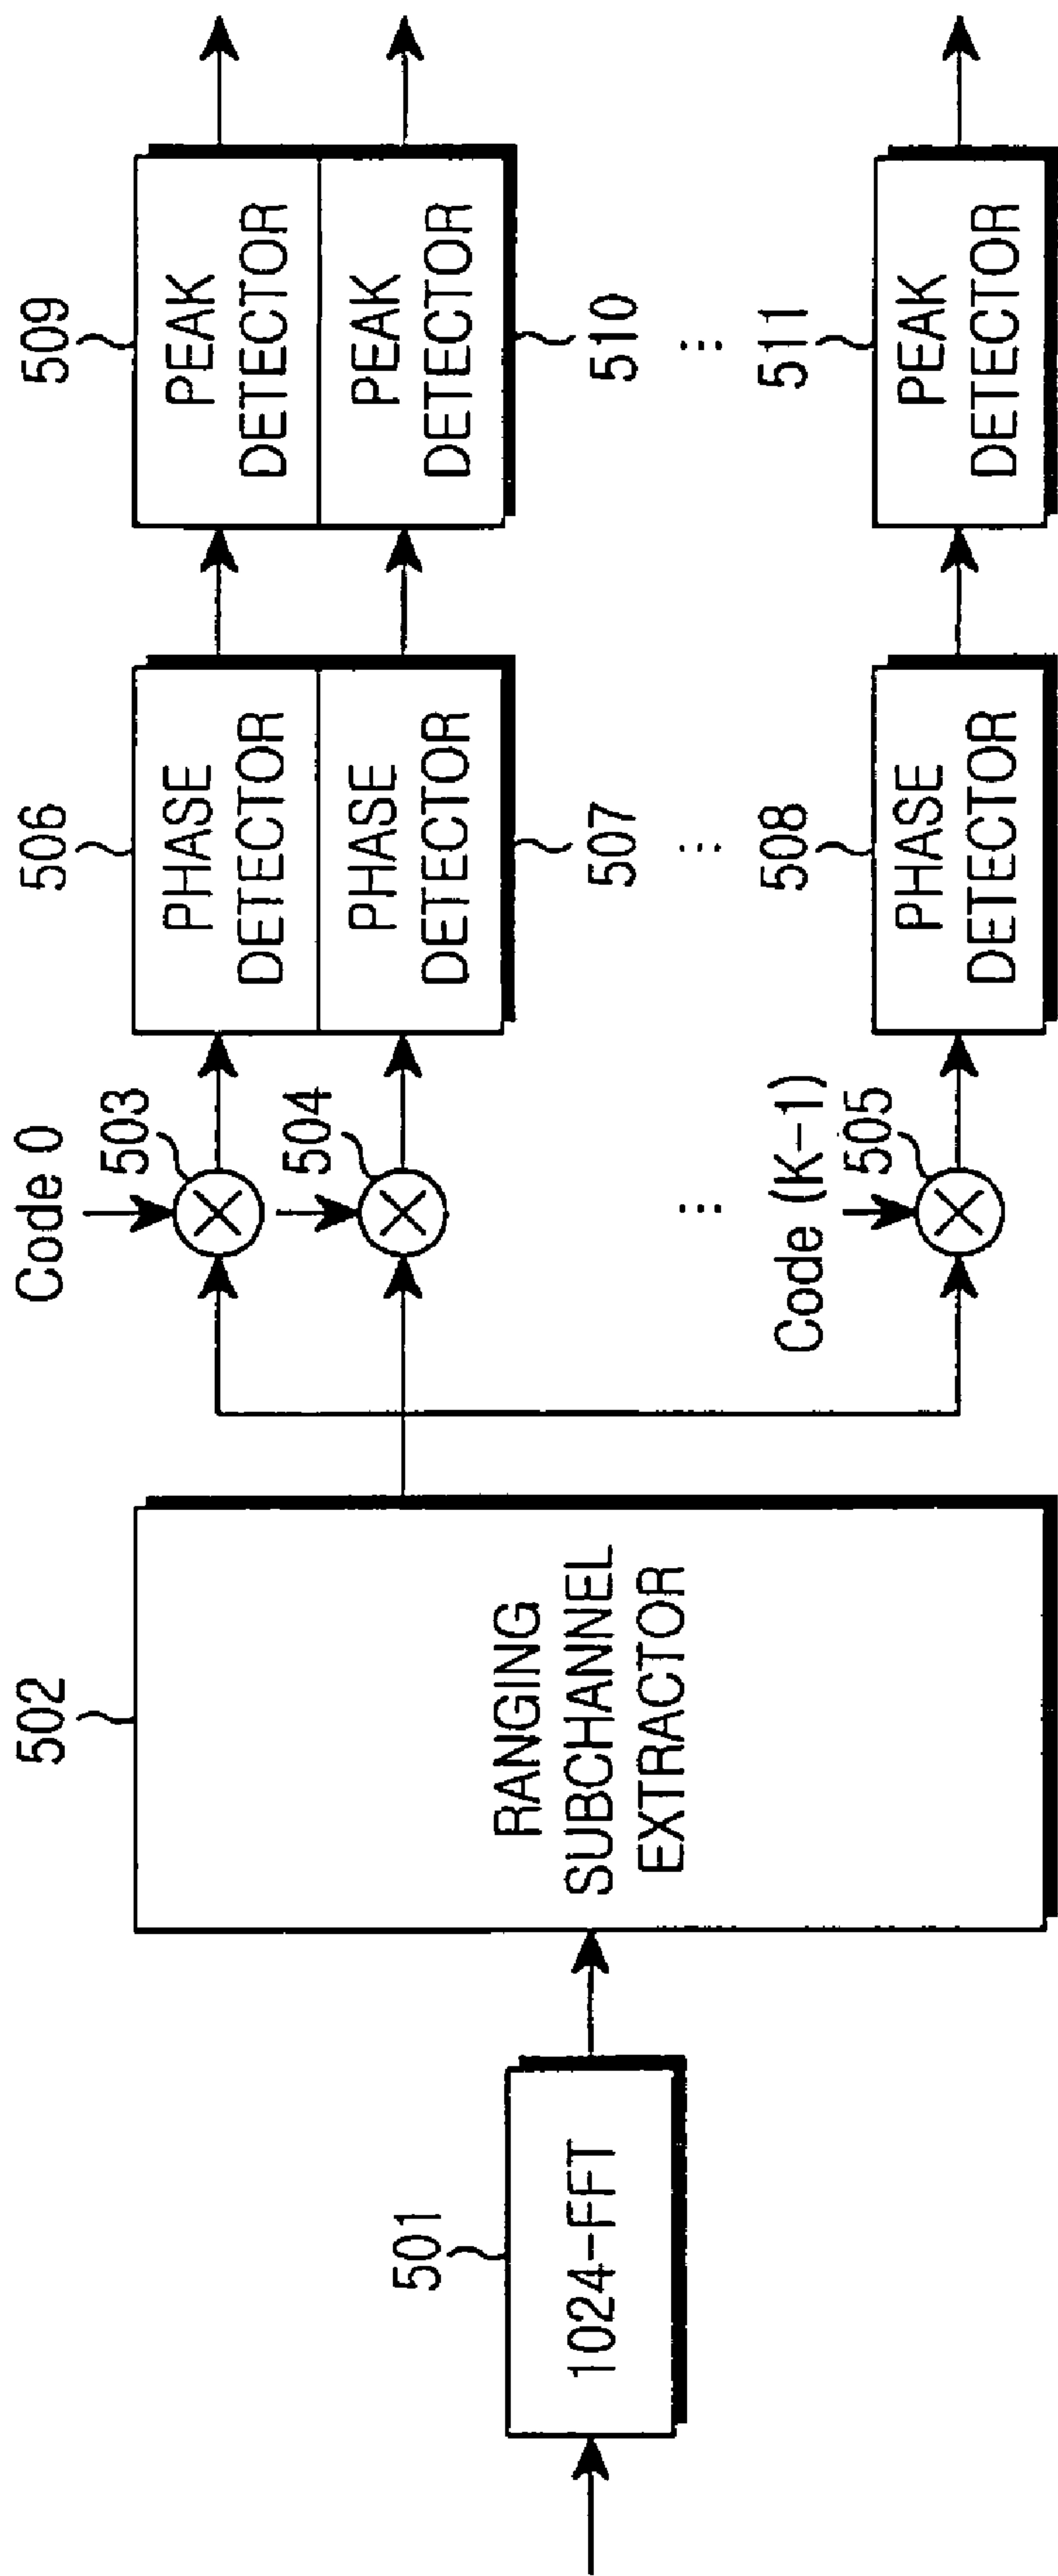 501
1024-FFT
502
RANGING
SUBCHANNEL
EXTRACTOR
Code 0
503
504
⋮
Code (K-1)
505
506
PHASE
DETECTOR
PHASE
DETECTOR
507
⋮
508
PHASE
DETECTOR
509
PEAK
DETECTOR
PEAK
DETECTOR
510
⋮
511
PEAK
DETECTOR